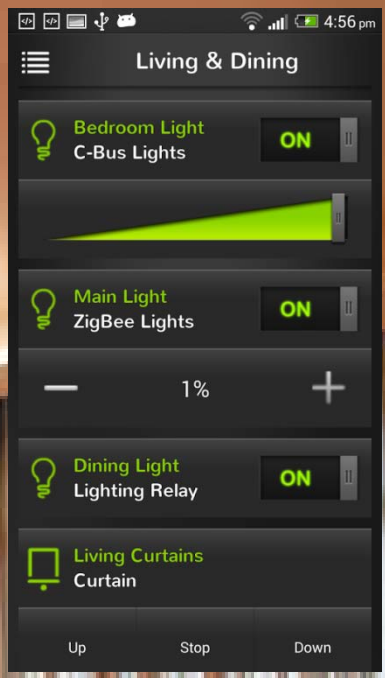 4:56 pm
Living & Dining
Bedroom Light
C-Bus Lights
ON
Main Light
ZigBee Lights
ON
1%
Dining Light
Lighting Relay
ON
Living Curtains
Curtain
Up Stop Down